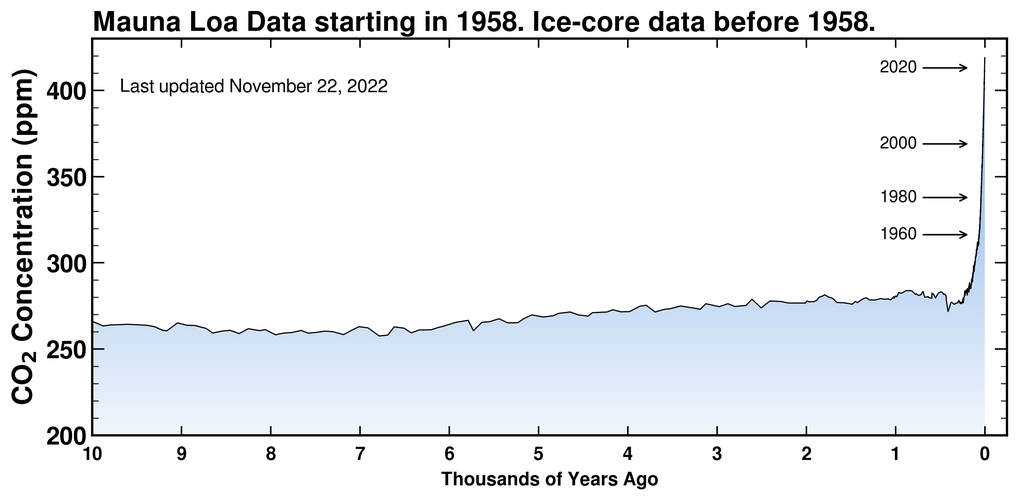 Mauna Loa Data starting in 1958. Ice-core data before 1958.
Last updated November 22, 2022
2020
2000
1980
1960
CO2 Concentration (ppm)
400
350
300
250
200
10 9 8 7 6 5 4 3 2 1 0
Thousands of Years Ago